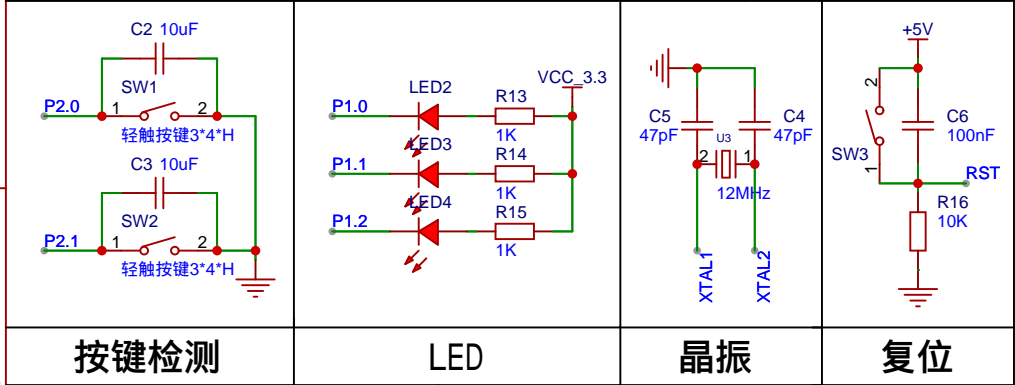 C2 10uF
SW1
P2.0
1
2
轻触按键3*4*H
C3 10uF
SW2
P2.1
1
2
轻触按键3*4*H
按键检测
VCC_3.3
LED2
R13
P1.0
1K
LED3
R14
P1.1
1K
LED4
R15
P1.2
1K
LED
C5
47pF
C4
47pF
U3
2
1
12MHz
XTAL1
XTAL2
晶振
+5V
2
SW3
1
C6
100nF
RST
R16
10K
复位